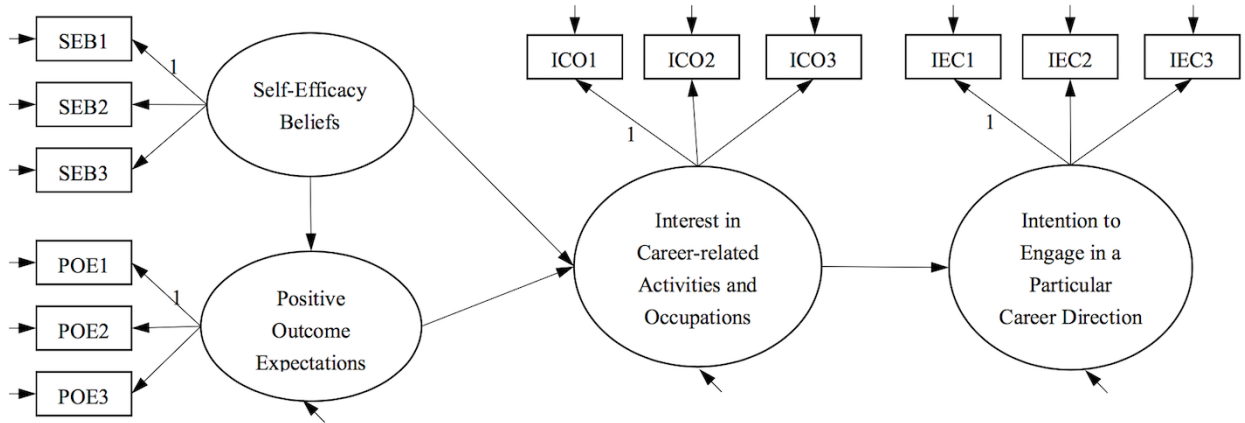 SEB1
1
SEB2
SEB3
Self-Efficacy
Beliefs
POE1
1
POE2
POE3
Positive
Outcome
Expectations
ICO1
ICO2
ICO3
1
Interest in
Career-related
Activities and
Occupations
IEC1
IEC2
IEC3
1
Intention to
Engage in a
Particular
Career Direction